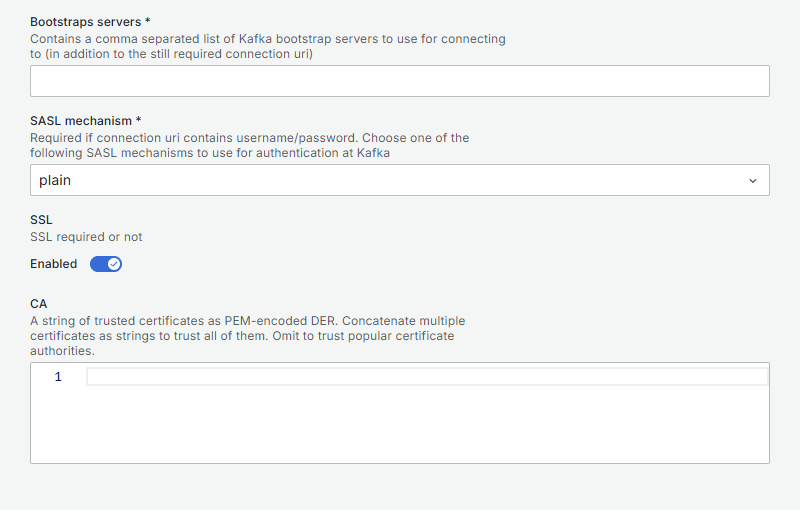 Bootstraps servers *
Contains a comma separated list of Kafka bootstrap servers to use for connecting
to (in addition to the still required connection uri)
SASL mechanism *
Required if connection uri contains username/password. Choose one of the
following SASL mechanisms to use for authentication at Kafka
plain
SSL
SSL required or not
Enabled
CA
A string of trusted certificates as PEM-encoded DER. Concatenate multiple
certificates as strings to trust all of them. Omit to trust popular certificate
authorities.
1